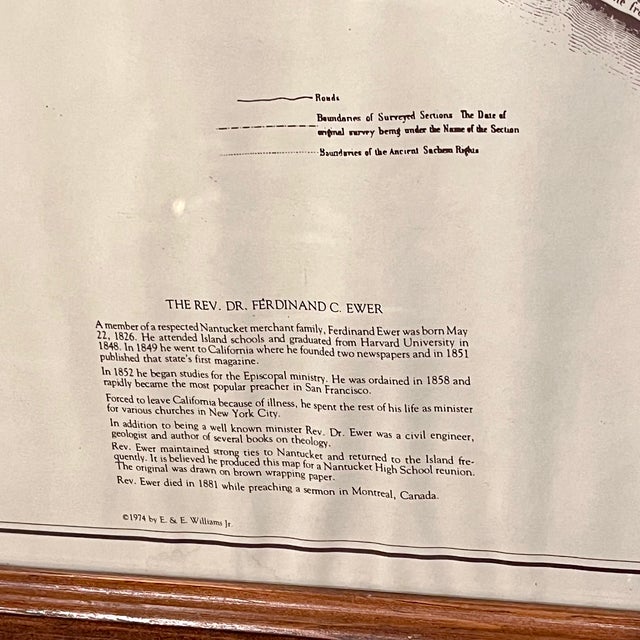 Roads
Boundaries of Surveyed Sections The Date of
original survey being under the Name of the Section
Boundaries of the Ancient Sachem Rights
THE REV. DR. FERDINAND C. EWER
A member of a respected Nantucket merchant family, Ferdinand Ewer was born May
22, 1826. He attended Island schools and graduated from Harvard University in
1848. In 1849 he went to California where he founded two newspapers and in 1851
published that state's first magazine.
In 1852 he began studies for the Episcopal ministry. He was ordained in 1858 and
rapidly became the most popular preacher in San Francisco.
Forced to leave California because of illness, he spent the rest of his life as minister
for various churches in New York City.
In addition to being a well known minister Rev. Dr. Ewer was a civil engineer,
geologist and author of several books on theology.
Rev. Ewer maintained strong ties to Nantucket and returned to the Island fre-
quently. It is believed he produced this map for a Nantucket High School reunion.
The original was drawn on brown wrapping paper.
Rev. Ewer died in 1881 while preaching a sermon in Montreal, Canada.
©1974 by E. & E. Williams Jr.